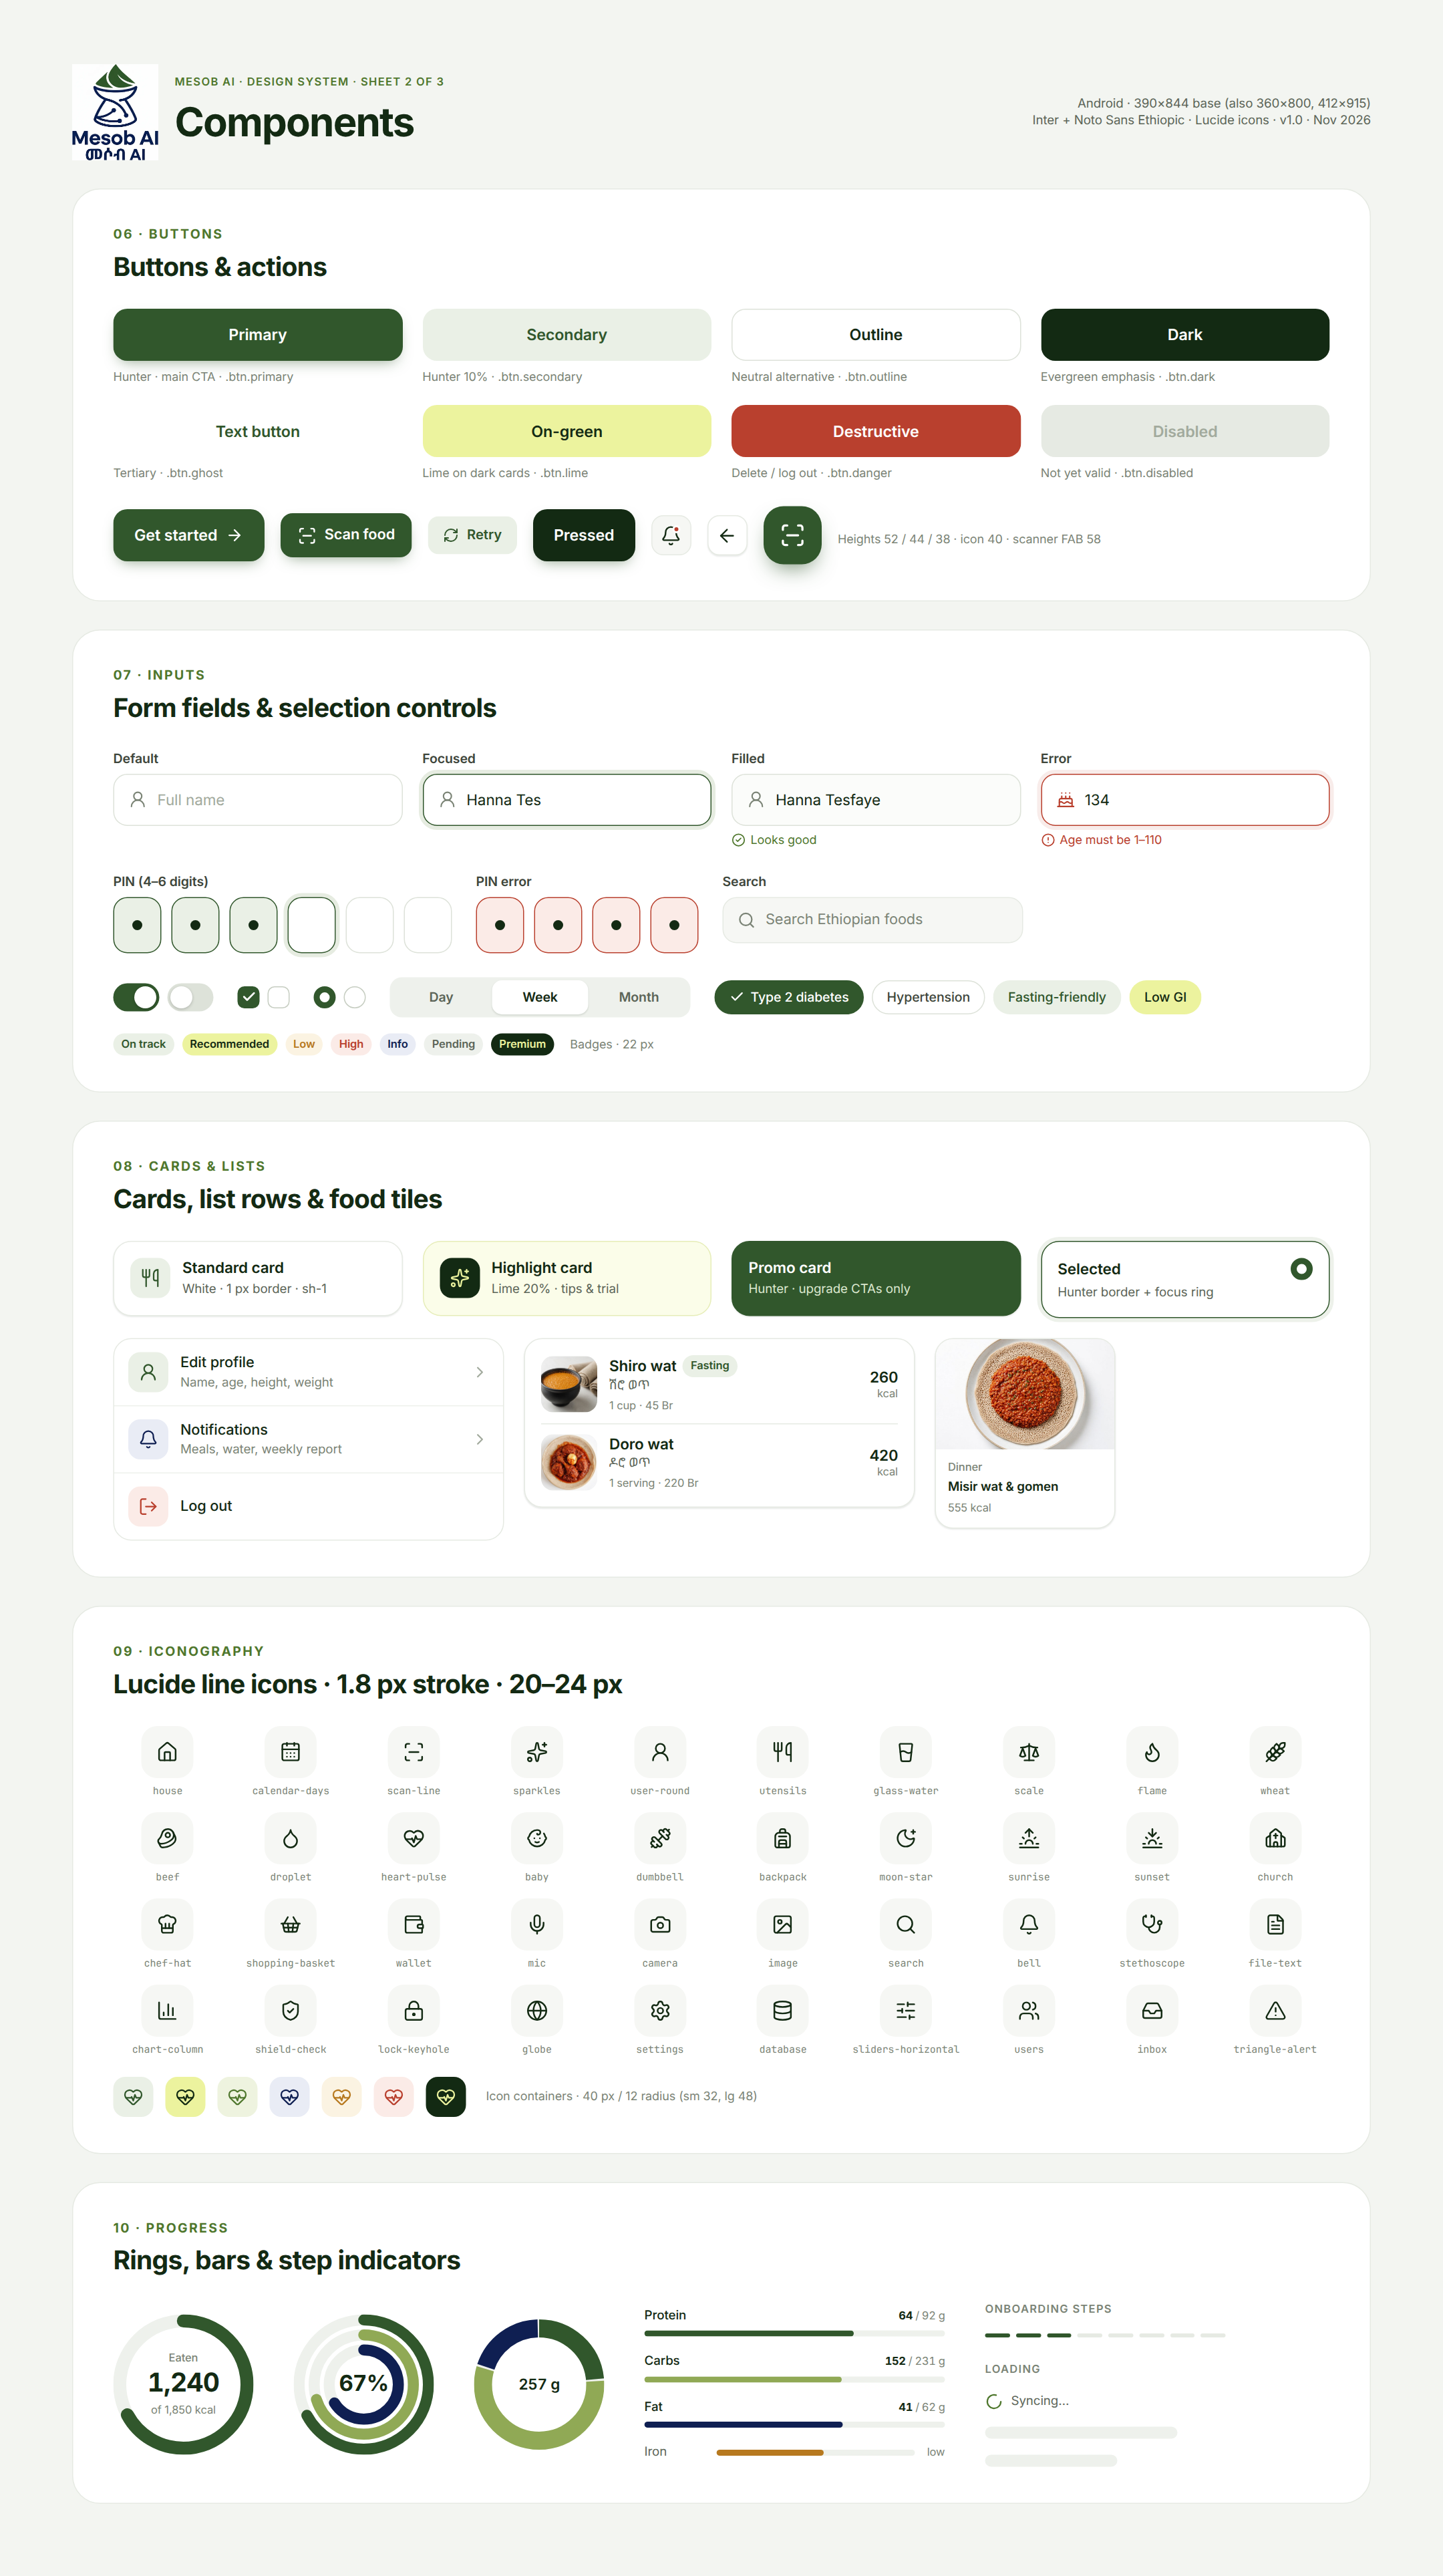 Mesob AI
መሶብ AI
MESOB AI · DESIGN SYSTEM · SHEET 2 OF 3
Components
Android · 390×844 base (also 360×800, 412×915)
Inter + Noto Sans Ethiopic · Lucide icons · v1.0 · Nov 2026
06 · BUTTONS
Buttons & actions
Primary
Secondary
Outline
Dark
Hunter · main CTA · .btn.primary
Hunter 10% · .btn.secondary
Neutral alternative · .btn.outline
Evergreen emphasis · .btn.dark
Text button
On-green
Destructive
Disabled
Tertiary · .btn.ghost
Lime on dark cards · .btn.lime
Delete / log out · .btn.danger
Not yet valid · .btn.disabled
Get started
Scan food
Retry
Pressed
Heights 52 / 44 / 38 · icon 40 · scanner FAB 58
07 · INPUTS
Form fields & selection controls
Default
Focused
Filled
Error
Full name
Hanna Tes
Hanna Tesfaye
134
Looks good
Age must be 1–110
PIN (4–6 digits)
PIN error
Search
Search Ethiopian foods
Day
Week
Month
Type 2 diabetes
Hypertension
Fasting-friendly
Low GI
On track
Recommended
Low
High
Info
Pending
Premium
Badges · 22 px
08 · CARDS & LISTS
Cards, list rows & food tiles
Standard card
White · 1 px border · sh-1
Highlight card
Lime 20% · tips & trial
Promo card
Hunter · upgrade CTAs only
Selected
Hunter border + focus ring
Edit profile
Name, age, height, weight
Notifications
Meals, water, weekly report
Log out
Shiro wat
Fasting
ሽሮ ወጥ
1 cup · 45 Br
260
kcal
Doro wat
ዶሮ ወጥ
1 serving · 220 Br
420
kcal
Dinner
Misir wat & gomen
555 kcal
09 · ICONOGRAPHY
Lucide line icons · 1.8 px stroke · 20–24 px
house
calendar-days
scan-line
sparkles
user-round
utensils
glass-water
scale
flame
wheat
beef
droplet
heart-pulse
baby
dumbbell
backpack
moon-star
sunrise
sunset
church
chef-hat
shopping-basket
wallet
mic
camera
image
search
bell
stethoscope
file-text
chart-column
shield-check
lock-keyhole
globe
settings
database
sliders-horizontal
users
inbox
triangle-alert
Icon containers · 40 px / 12 radius (sm 32, lg 48)
10 · PROGRESS
Rings, bars & step indicators
Eaten
1,240
of 1,850 kcal
67%
257 g
Protein
64 / 92 g
Carbs
152 / 231 g
Fat
41 / 62 g
Iron
low
ONBOARDING STEPS
LOADING
Syncing…